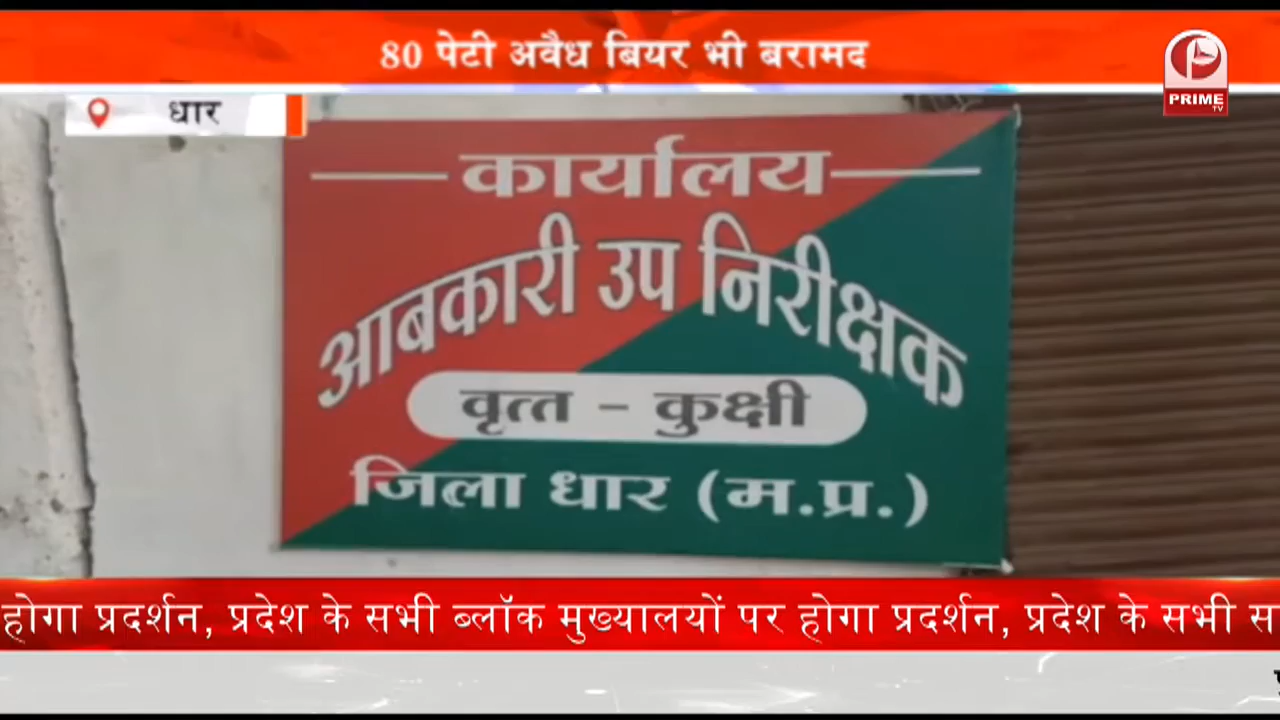 80 पेटी अवैध बियर भी बरामद
PRIME
TV
धार
कार्यालय
आबकारी उप निरीक्षक
वृत्त - कुक्षी
जिला धार (म.प्र.)
होगा प्रदर्शन, प्रदेश के सभी ब्लॉक मुख्यालयों पर होगा प्रदर्शन, प्रदेश के सभी स